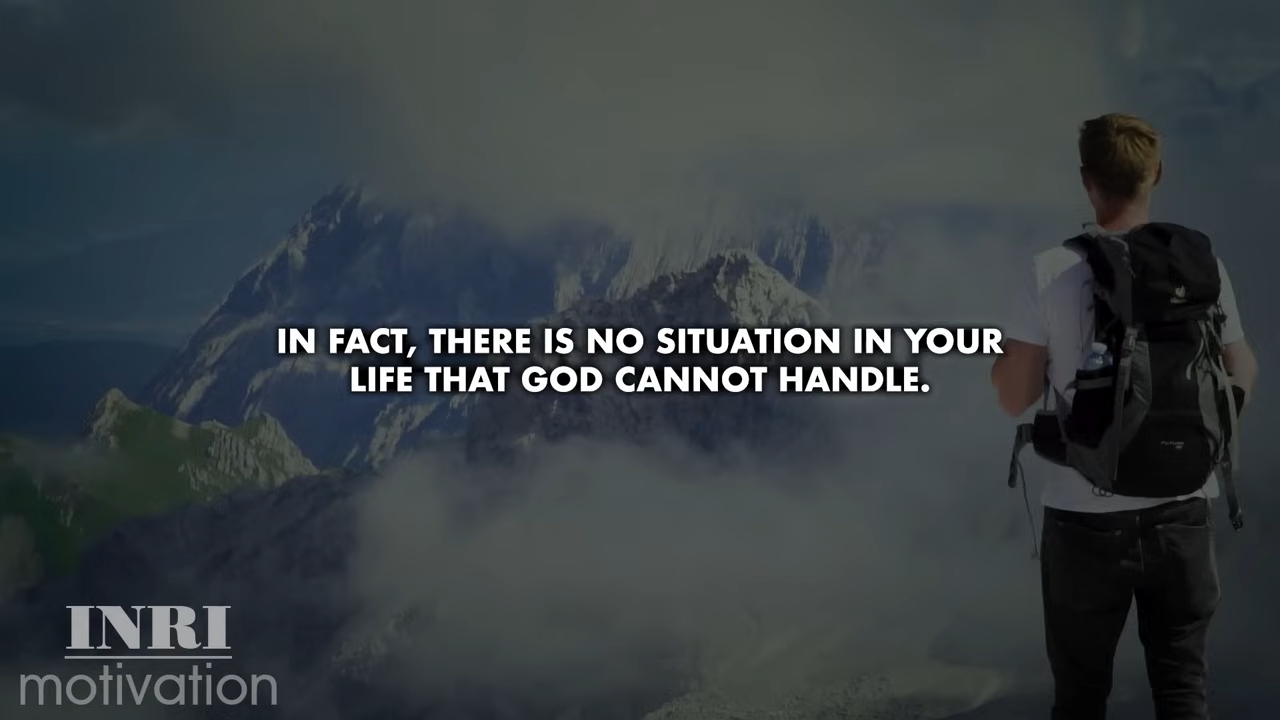 IN FACT, THERE IS NO SITUATION IN YOUR
LIFE THAT GOD CANNOT HANDLE.
INRI
motivation